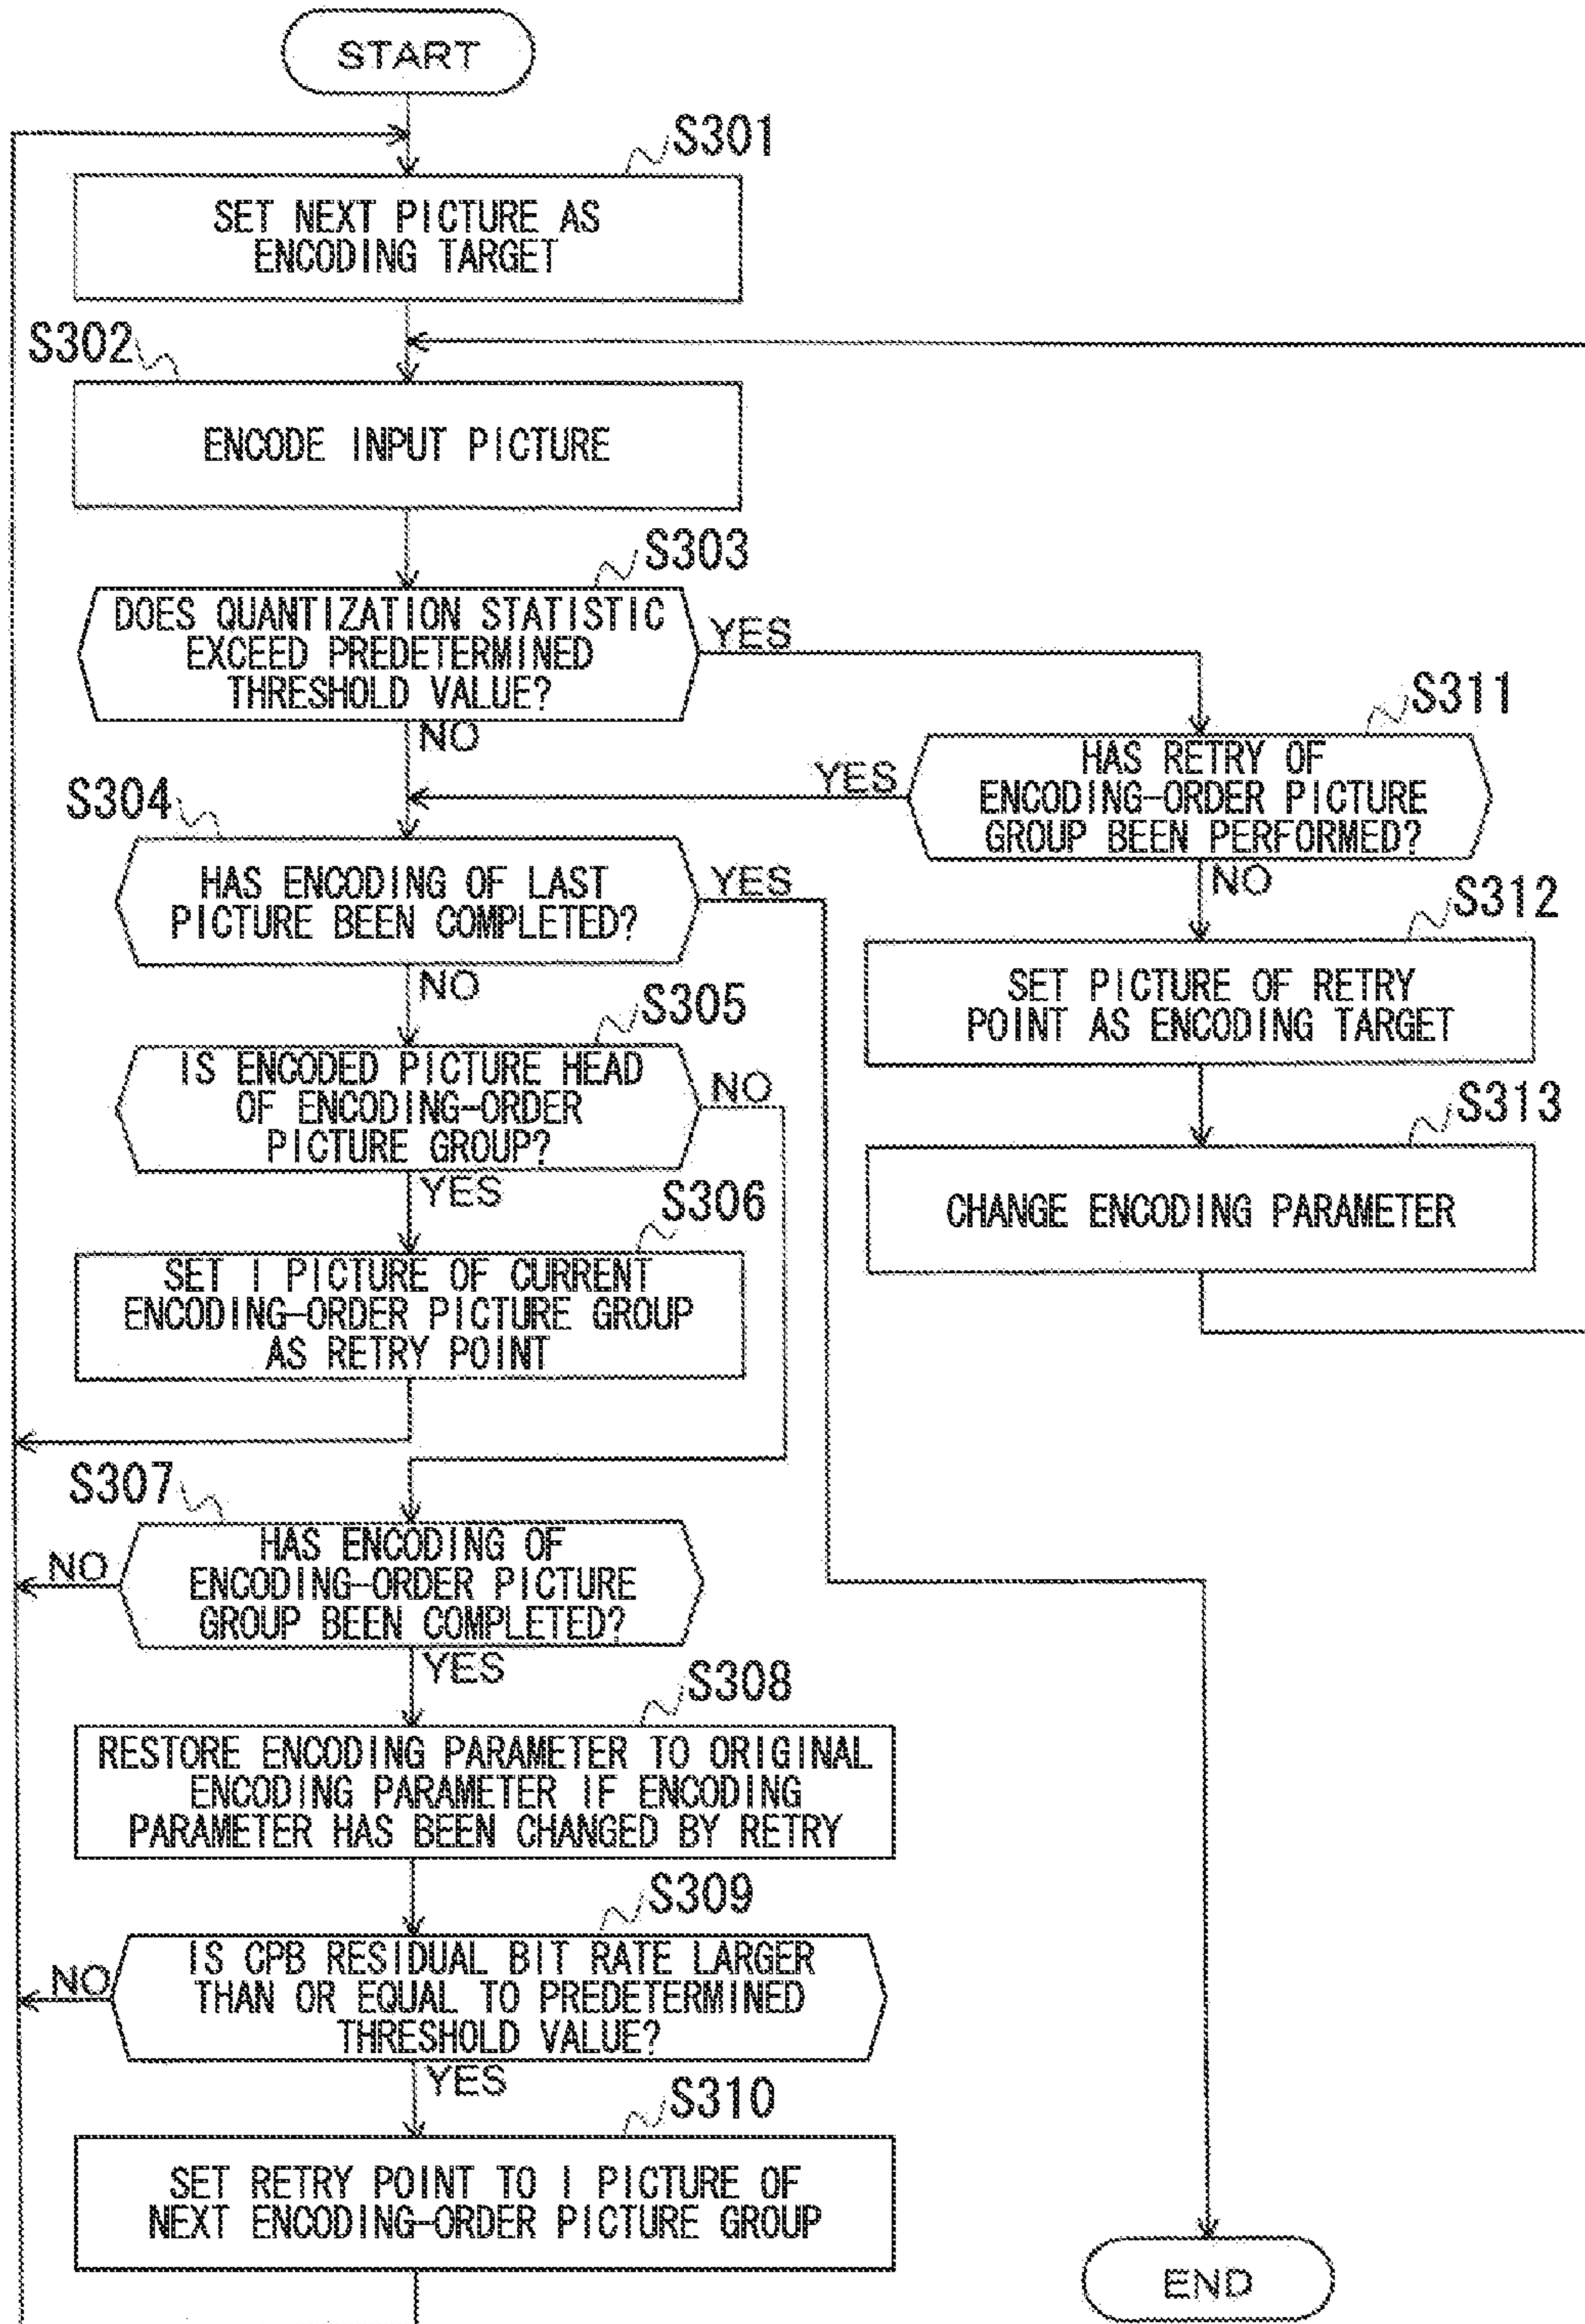 START
S301
SET NEXT PICTURE AS
ENCODING TARGET
S302
ENCODE INPUT PICTURE
S303
DOES QUANTIZATION STATISTIC
EXCEED PREDETERMINED
THRESHOLD VALUE?
YES
NO
S311
HAS RETRY OF
ENCODING-ORDER PICTURE
GROUP BEEN PERFORMED?
YES
NO
S304
HAS ENCODING OF LAST
PICTURE BEEN COMPLETED?
YES
NO
S312
SET PICTURE OF RETRY
POINT AS ENCODING TARGET
S305
IS ENCODED PICTURE HEAD
OF ENCODING-ORDER
PICTURE GROUP?
NO
YES
S313
CHANGE ENCODING PARAMETER
S306
SET I PICTURE OF CURRENT
ENCODING-ORDER PICTURE GROUP
AS RETRY POINT
S307
HAS ENCODING OF
ENCODING-ORDER PICTURE
GROUP BEEN COMPLETED?
NO
YES
S308
RESTORE ENCODING PARAMETER TO ORIGINAL
ENCODING PARAMETER IF ENCODING
PARAMETER HAS BEEN CHANGED BY RETRY
S309
IS CPB RESIDUAL BIT RATE LARGER
THAN OR EQUAL TO PREDETERMINED
THRESHOLD VALUE?
NO
YES
S310
SET RETRY POINT TO I PICTURE OF
NEXT ENCODING-ORDER PICTURE GROUP
END